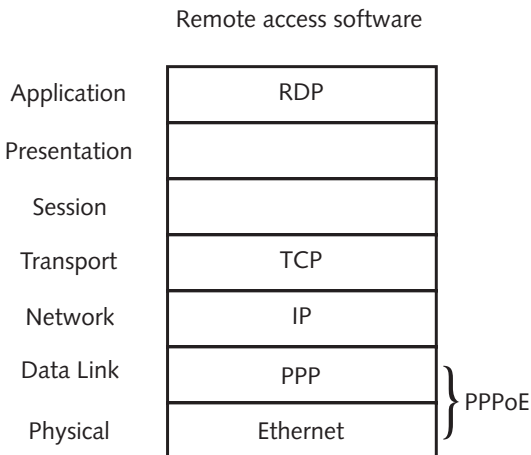 Remote access software
Application RDP
Presentation
Session
Transport TCP
Network IP
Data Link PPP
PPPoE
Physical Ethernet